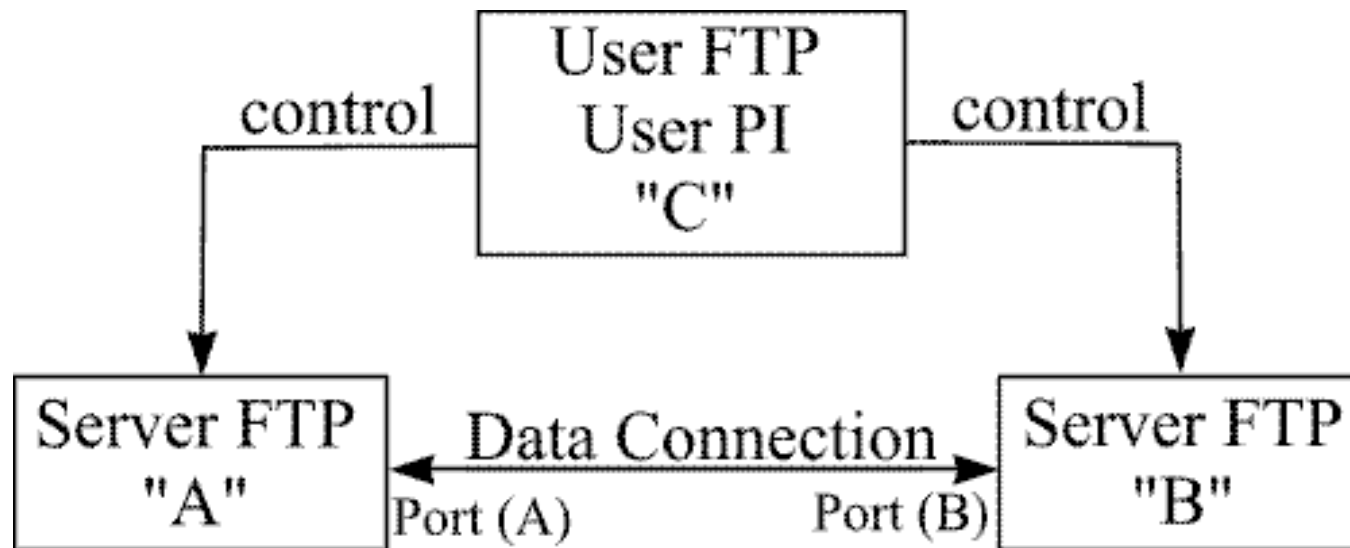 User FTP
User PI
"C"
control
control
Server FTP
"A"
Data Connection
Port (A)
Port (B)
Server FTP
"B"